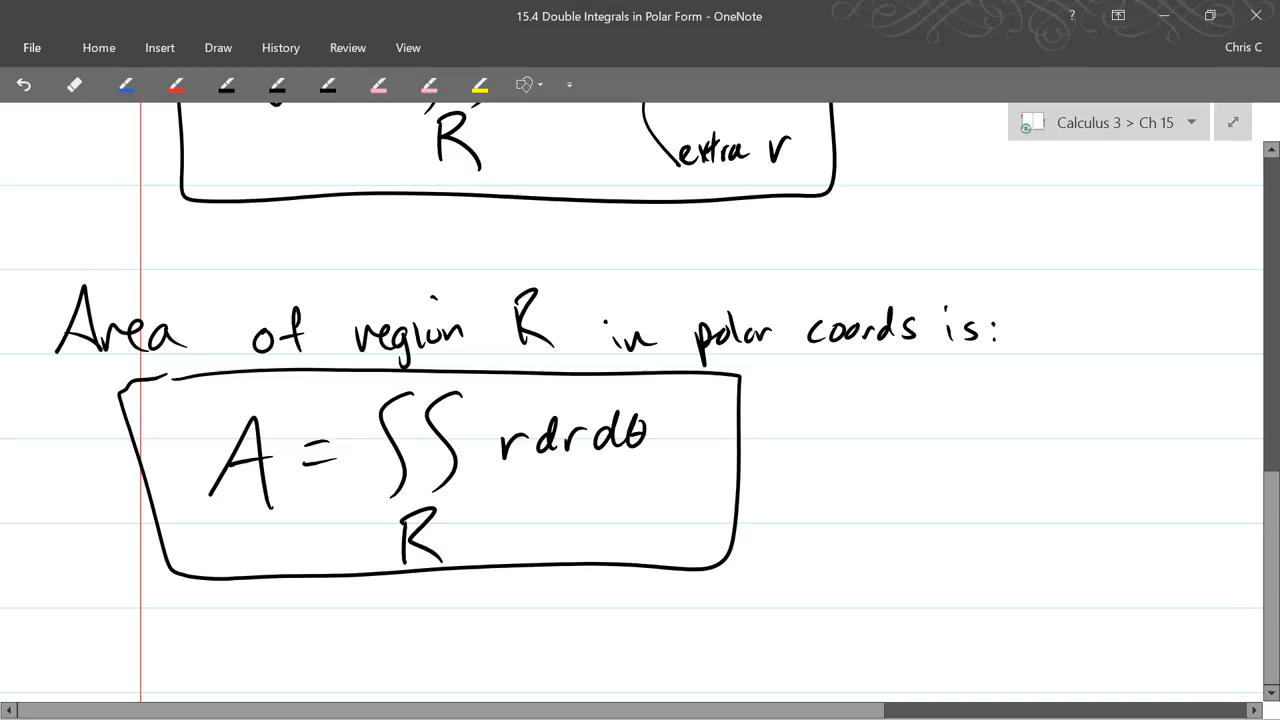 15.4 Double Integrals in Polar Form - OneNote
?
File Home Insert Draw History Review View Chris C
Calculus 3 > Ch 15
R
extra r
Area of region R in polar coords is:
A = ∫∫ r dr dθ
R